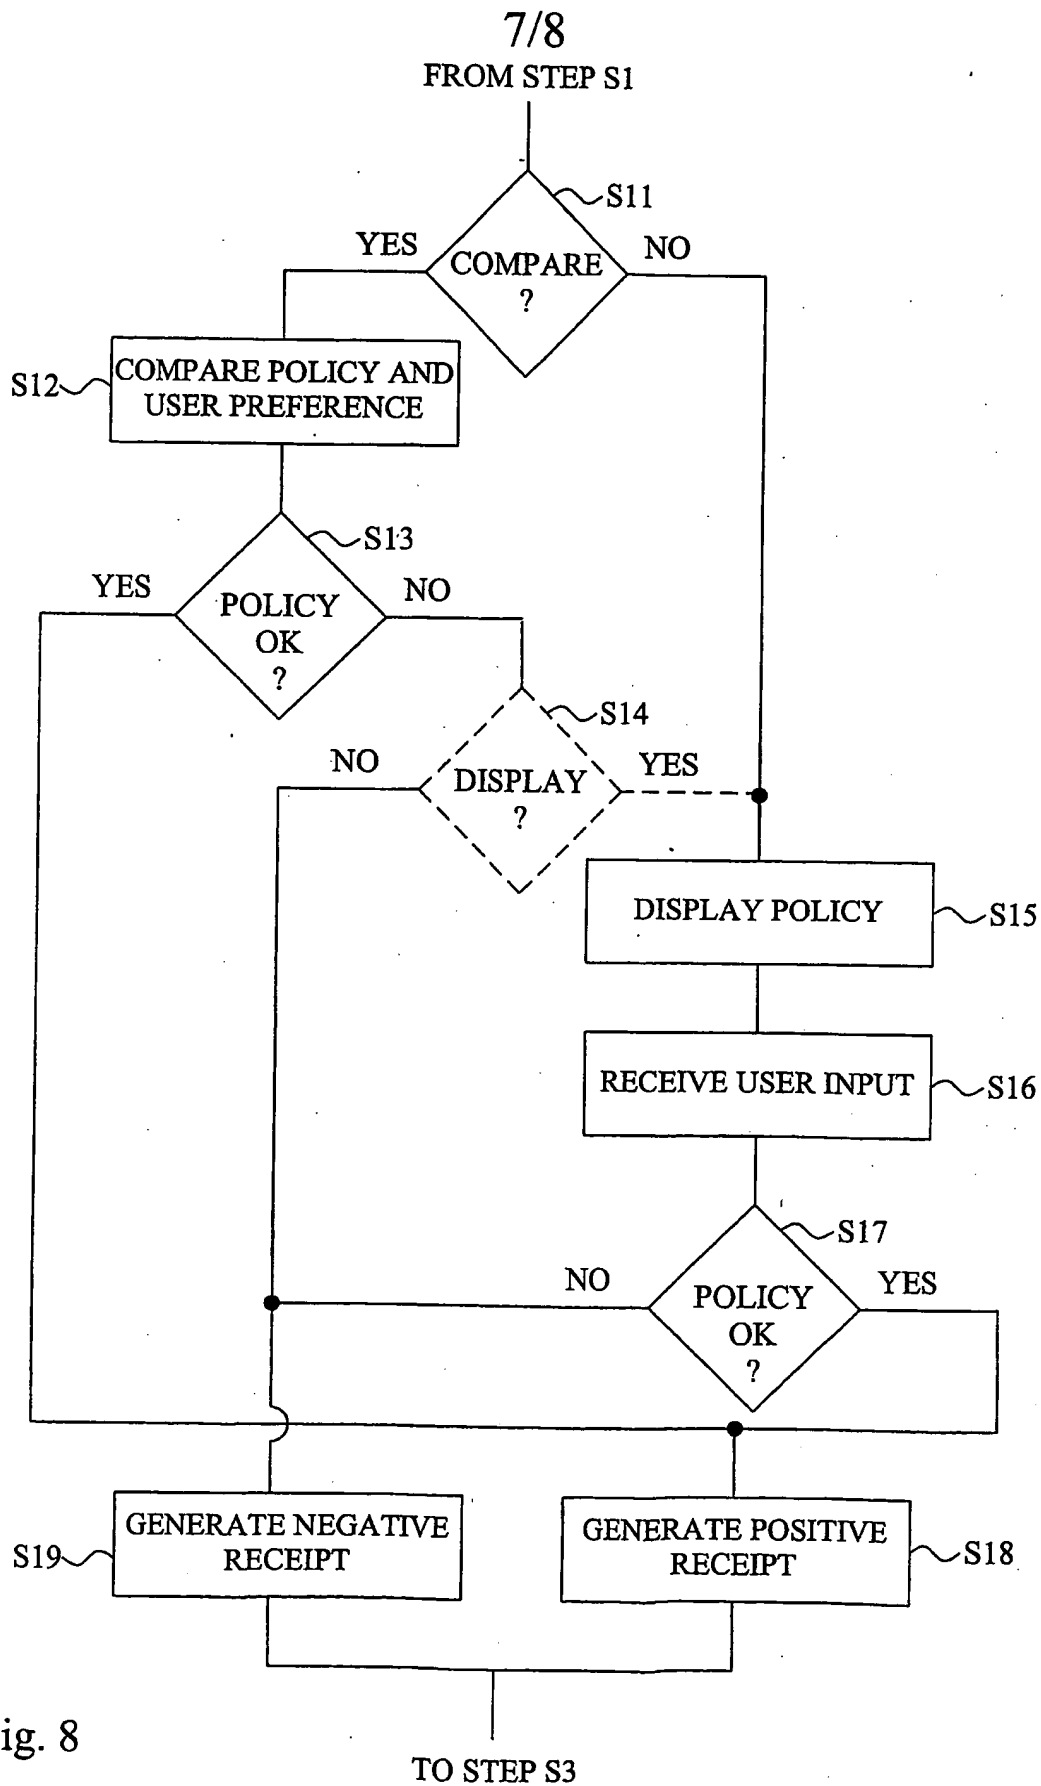 7/8
FROM STEP S1
S11
YES
NO
COMPARE
?
S12
COMPARE POLICY AND
USER PREFERENCE
S13
YES
NO
POLICY
OK
?
S14
NO
YES
DISPLAY
?
DISPLAY POLICY
S15
RECEIVE USER INPUT
S16
S17
NO
YES
POLICY
OK
?
GENERATE NEGATIVE
RECEIPT
S19
GENERATE POSITIVE
RECEIPT
S18
ig. 8
TO STEP S3